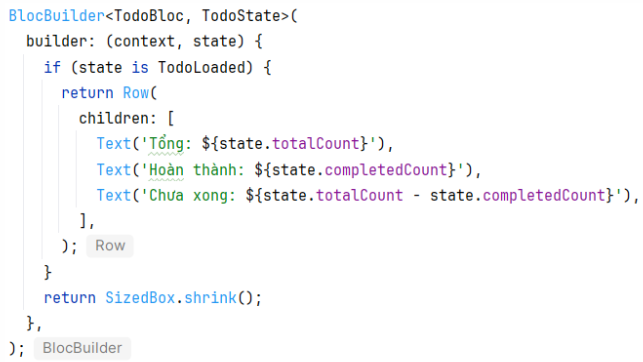 BlocBuilder<TodoBloc, TodoState>(
  builder: (context, state) {
    if (state is TodoLoaded) {
      return Row(
        children: [
          Text('Tổng: ${state.totalCount}'),
          Text('Hoàn thành: ${state.completedCount}'),
          Text('Chưa xong: ${state.totalCount - state.completedCount}'),
        ],
      ); Row
    }
    return SizedBox.shrink();
  },
); BlocBuilder